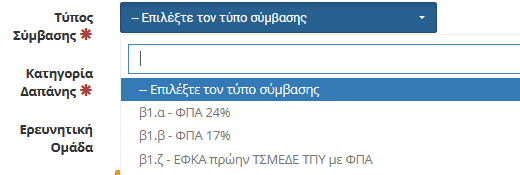 Τύπος
Σύμβασης ✱
-- Επιλέξτε τον τύπο σύμβασης
-- Επιλέξτε τον τύπο σύμβασης
Κατηγορία
Δαπάνης ✱
β1.α - ΦΠΑ 24%
β1.β - ΦΠΑ 17%
β1.ζ - ΕΦΚΑ πρώην ΤΣΜΕΔΕ ΤΠΥ με ΦΠΑ
Ερευνητική
Ομάδα